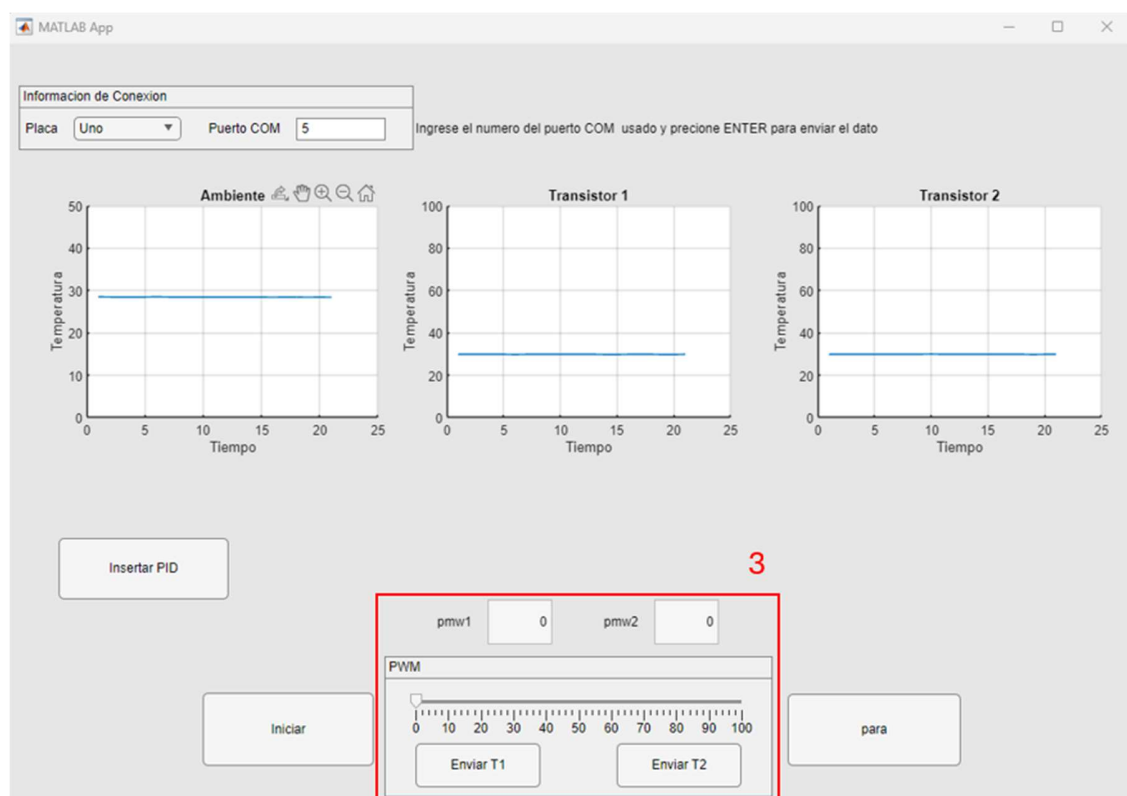 MATLAB App
Informacion de Conexion
Placa Uno Puerto COM 5 Ingrese el numero del puerto COM usado y precione ENTER para enviar el dato
Ambiente
50
40
30
20
10
0
0 5 10 15 20 25
Temperatura
Tiempo
Transistor 1
100
80
60
40
20
0
0 5 10 15 20 25
Temperatura
Tiempo
Transistor 2
100
80
60
40
20
0
0 5 10 15 20 25
Temperatura
Tiempo
Insertar PID
3
pmw1 0 pmw2 0
PWM
0 10 20 30 40 50 60 70 80 90 100
Iniciar
Enviar T1 Enviar T2
para